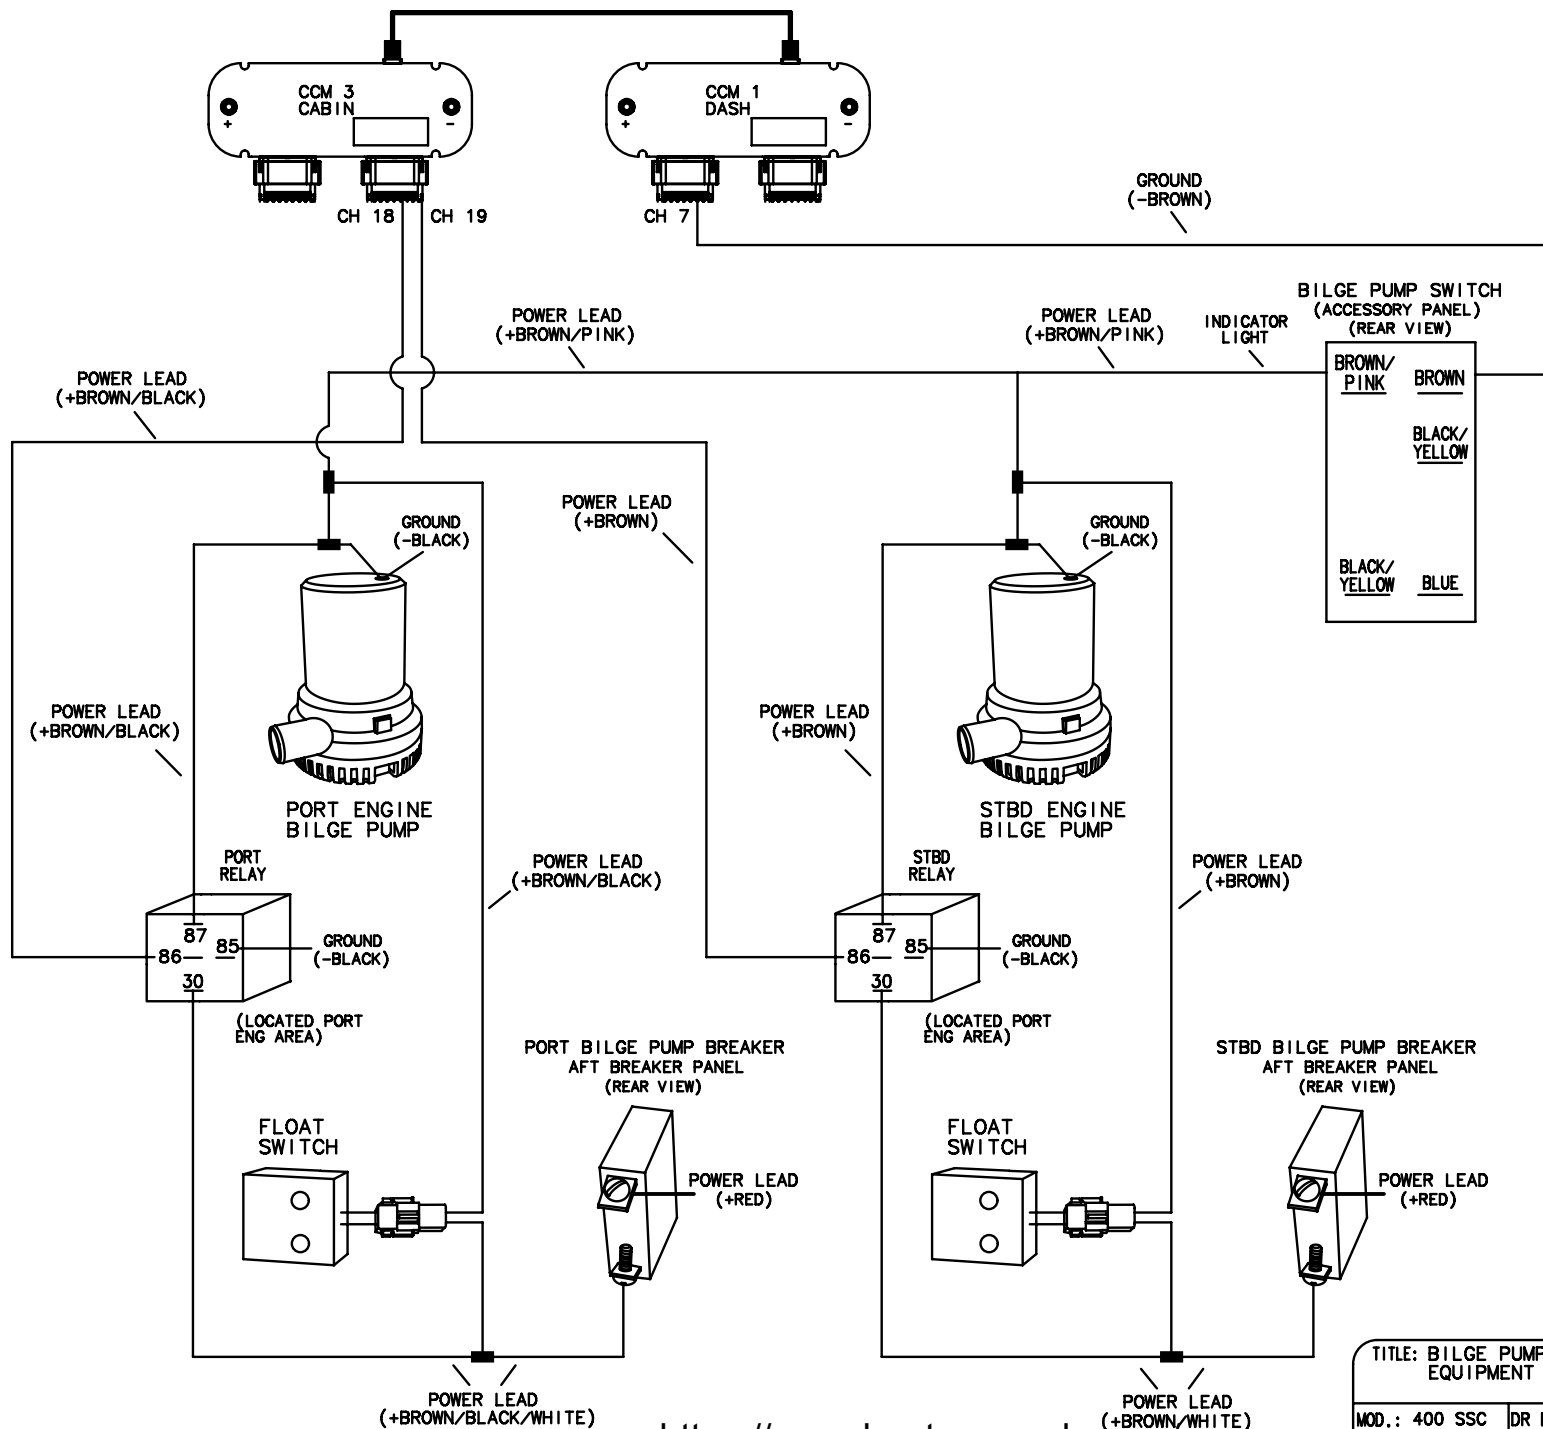 CCM 3
CABIN
+
-
CCM 1
DASH
+
-
CH 18
CH 19
CH 7
GROUND
(-BROWN)
BILGE PUMP SWITCH
(ACCESSORY PANEL)
(REAR VIEW)
POWER LEAD
(+BROWN/PINK)
POWER LEAD
(+BROWN/PINK)
INDICATOR
LIGHT
BROWN/
PINK
BROWN
BLACK/
YELLOW
BLACK/
YELLOW
BLUE
POWER LEAD
(+BROWN/BLACK)
POWER LEAD
(+BROWN)
GROUND
(-BLACK)
GROUND
(-BLACK)
POWER LEAD
(+BROWN/BLACK)
POWER LEAD
(+BROWN)
PORT ENGINE
BILGE PUMP
STBD ENGINE
BILGE PUMP
PORT
RELAY
POWER LEAD
(+BROWN/BLACK)
STBD
RELAY
POWER LEAD
(+BROWN)
87
86
85
30
GROUND
(-BLACK)
87
86
85
30
GROUND
(-BLACK)
(LOCATED PORT
ENG AREA)
(LOCATED PORT
ENG AREA)
PORT BILGE PUMP BREAKER
AFT BREAKER PANEL
(REAR VIEW)
STBD BILGE PUMP BREAKER
AFT BREAKER PANEL
(REAR VIEW)
FLOAT
SWITCH
POWER LEAD
(+RED)
FLOAT
SWITCH
POWER LEAD
(+RED)
POWER LEAD
(+BROWN/BLACK/WHITE)
POWER LEAD
(+BROWN/WHITE)
TITLE: BILGE PUMP
EQUIPMENT
MOD.: 400 SSC
DR